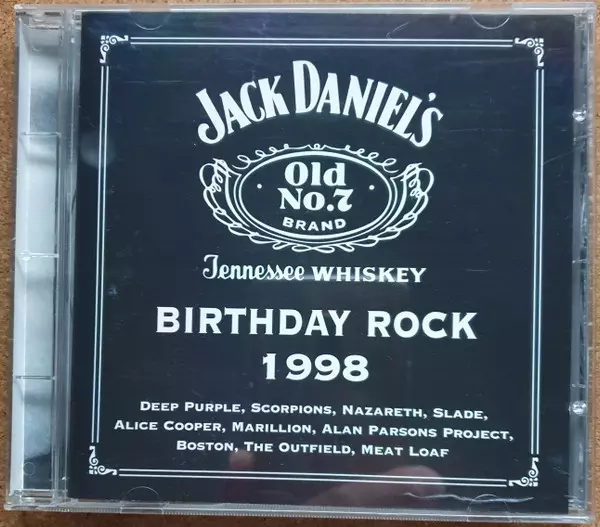 JACK DANIEL'S
Old
No.7
BRAND
Tennessee WHISKEY
BIRTHDAY ROCK
1998
DEEP PURPLE, SCORPIONS, NAZARETH, SLADE,
ALICE COOPER, MARILLION, ALAN PARSONS PROJECT,
BOSTON, THE OUTFIELD, MEAT LOAF